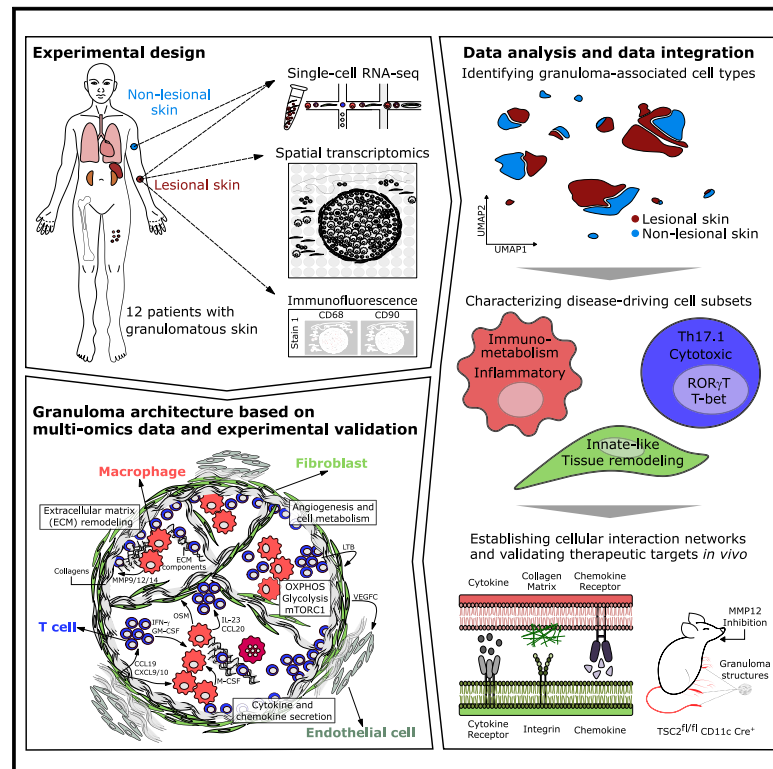 Experimental design
Non-lesional
skin
Lesional skin
12 patients with
granulomatous skin
Single-cell RNA-seq
Spatial transcriptomics
Immunofluorescence
CD68
CD90
Stain 1
Granuloma architecture based on
multi-omics data and experimental validation
Macrophage
Fibroblast
Extracellular matrix
(ECM) remodeling
Angiogenesis and
cell metabolism
ECM
components
Collagens
MMP9/12/14
LTB
OXPHOS
Glycolysis
mTORC1
VEGFC
OSM
T cell
IFN-γ
GM-CSF
IL-23
CCL20
CCL19
CXCL9/10
M-CSF
Cytokine and
chemokine secretion
Endothelial cell
Data analysis and data integration
Identifying granuloma-associated cell types
UMAP2
UMAP1
Lesional skin
Non-lesional skin
Characterizing disease-driving cell subsets
Immuno-
metabolism
Inflammatory
Th17.1
Cytotoxic
RORγT
T-bet
Innate-like
Tissue remodeling
Establishing cellular interaction networks
and validating therapeutic targets in vivo
Cytokine
Collagen
Matrix
Chemokine
Receptor
MMP12
Inhibition
Granuloma
structures
Cytokine
Receptor
Integrin
Chemokine
TSC2fl/fl CD11c Cre+